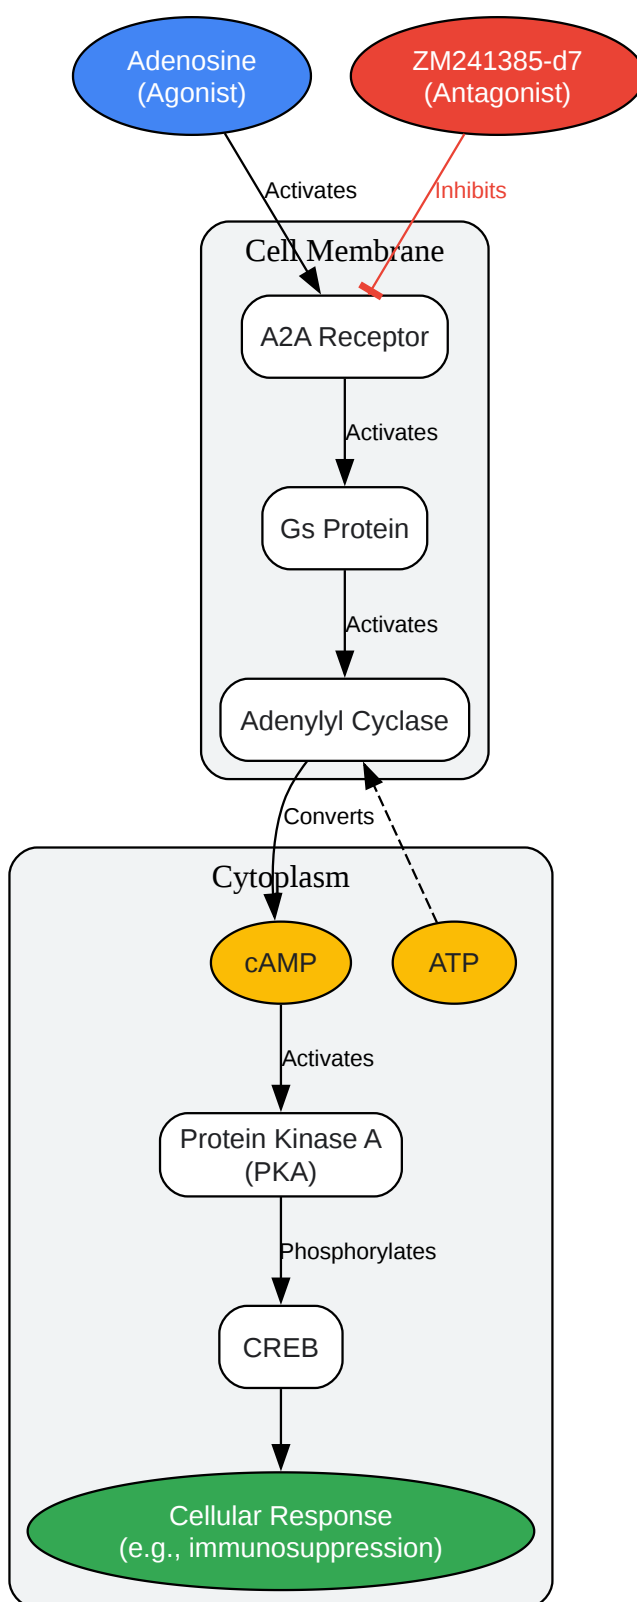 Adenosine
(Agonist)
ZM241385-d7
(Antagonist)
Activates
Inhibits
Cell Membrane
A2A Receptor
Activates
Gs Protein
Activates
Adenylyl Cyclase
Converts
Cytoplasm
cAMP
ATP
Activates
Protein Kinase A
(PKA)
Phosphorylates
CREB
Cellular Response
(e.g., immunosuppression)